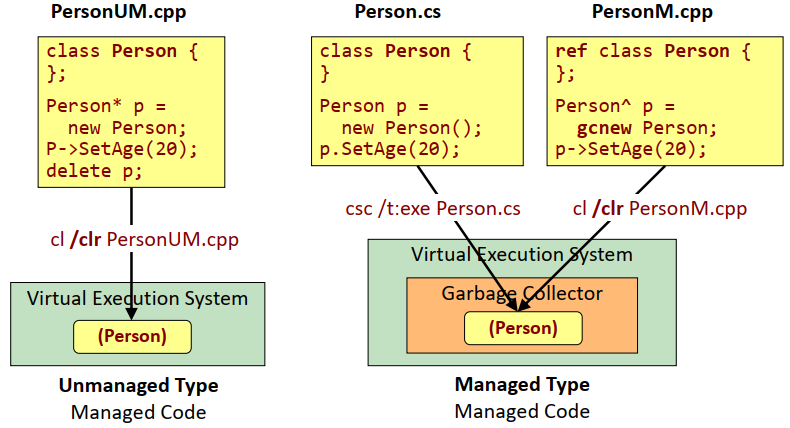 PersonUM.cpp
class Person {
};
Person* p =
new Person;
P->SetAge(20);
delete p;
cl /clr PersonUM.cpp
Virtual Execution System
(Person)
Unmanaged Type
Managed Code
Person.cs
class Person {
}
Person p =
new Person();
p.SetAge(20);
csc /t:exe Person.cs
PersonM.cpp
ref class Person {
};
Person^ p =
gcnew Person;
p->SetAge(20);
cl /clr PersonM.cpp
Virtual Execution System
Garbage Collector
(Person)
Managed Type
Managed Code